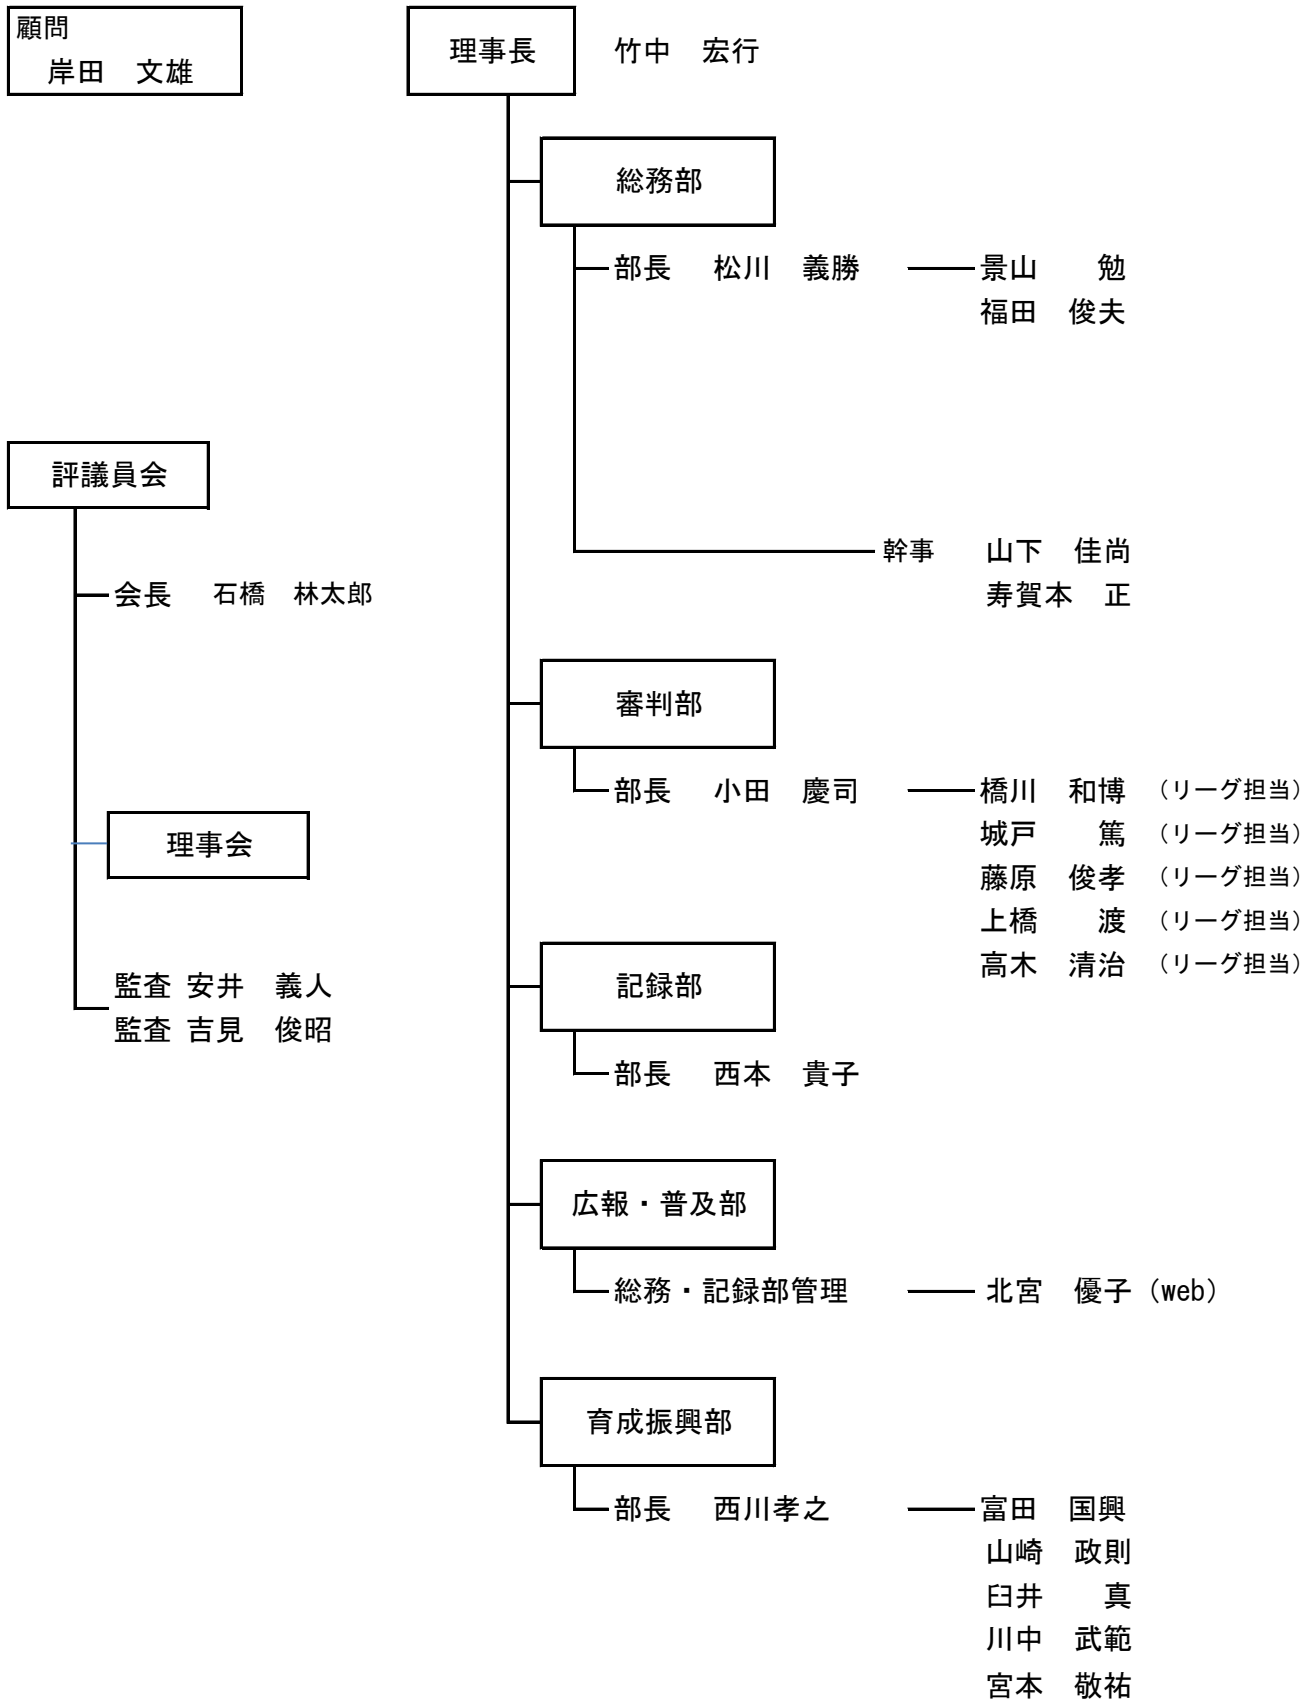 顧問
岸田　文雄
理事長　竹中　宏行
総務部
部長　松川　義勝　景山　　勉
福田　俊夫
評議員会
幹事　山下　佳尚
会長　石橋　林太郎
寿賀本　正
審判部
部長　小田　慶司　橋川　和博　（リーグ担当）
城戸　　篤　（リーグ担当）
理事会
藤原　俊孝　（リーグ担当）
上橋　　渡　（リーグ担当）
高木　清治　（リーグ担当）
記録部
監査 安井　義人
監査 吉見　俊昭
部長　西本　貴子
広報・普及部
総務・記録部管理　北宮　優子（web）
育成振興部
部長　西川孝之　富田　国興
山崎　政則
臼井　　真
川中　武範
宮本　敬祐